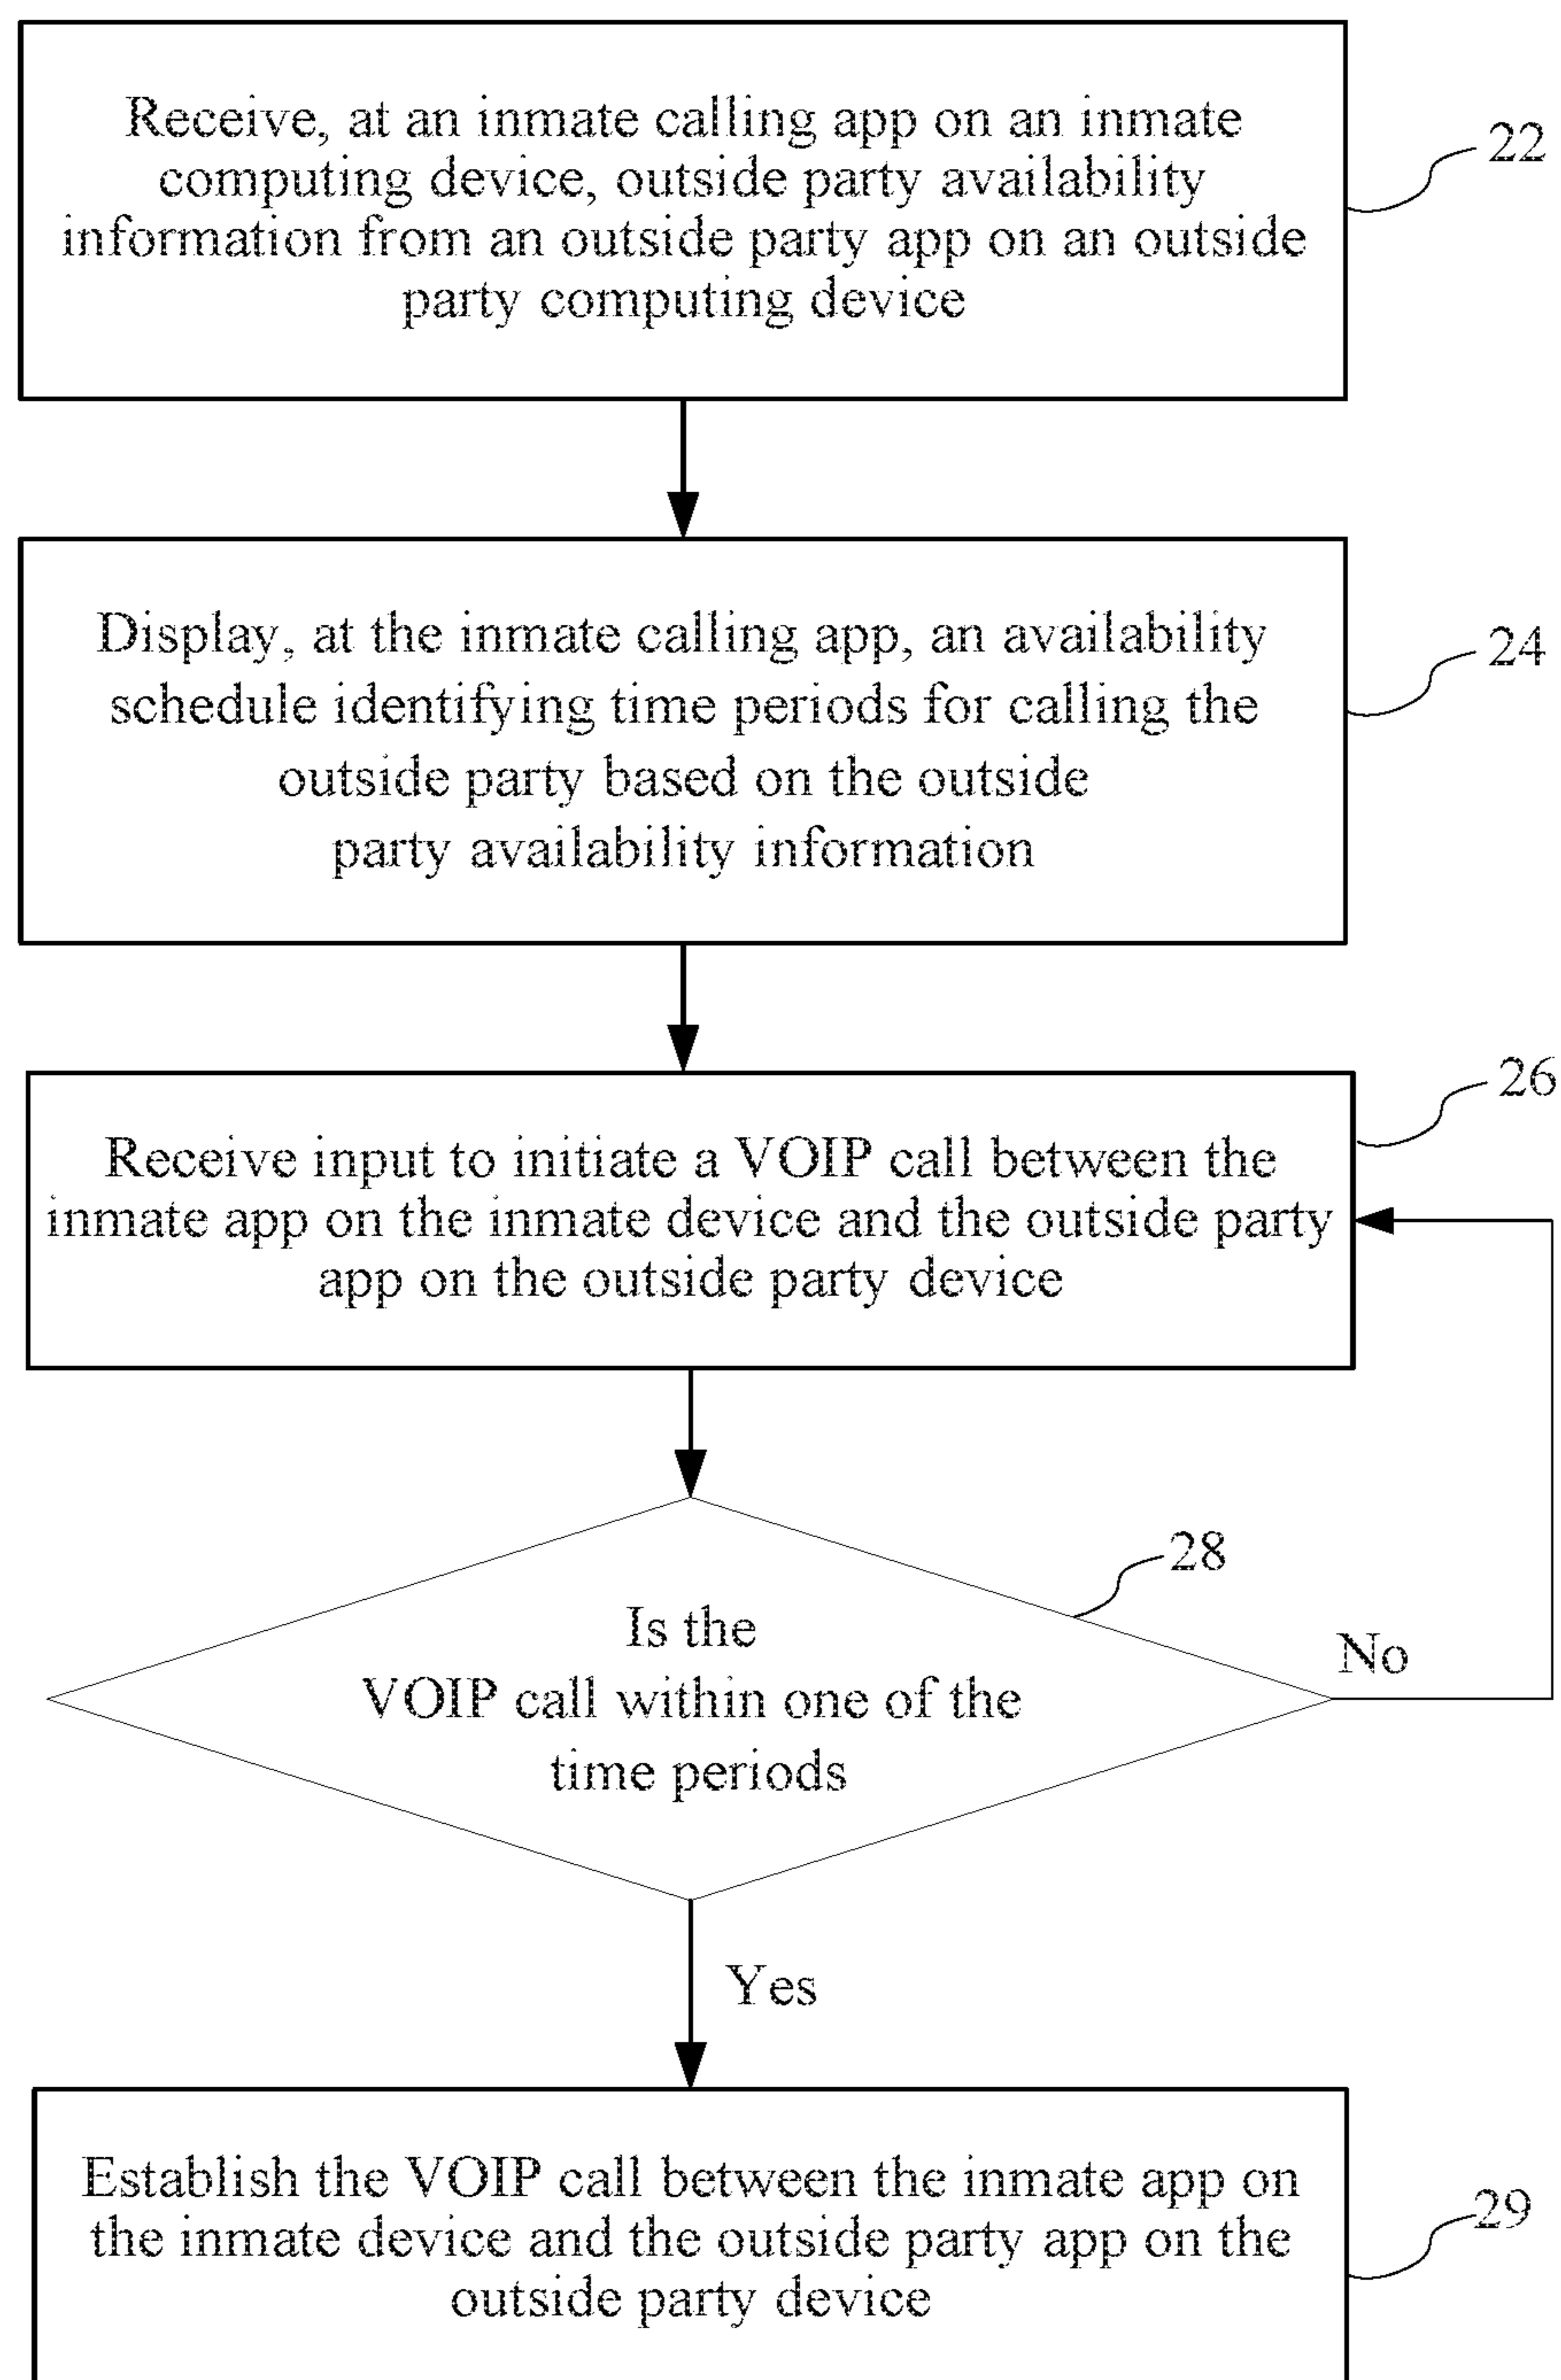 Receive, at an inmate calling app on an inmate
computing device, outside party availability
information from an outside party app on an outside
party computing device
22
Display, at the inmate calling app, an availability
schedule identifying time periods for calling the
outside party based on the outside
party availability information
24
26
Receive input to initiate a VOIP call between the
inmate app on the inmate device and the outside party
app on the outside party device
28
Is the
VOIP call within one of the
time periods
No
Yes
Establish the VOIP call between the inmate app on
the inmate device and the outside party app on the
outside party device
29